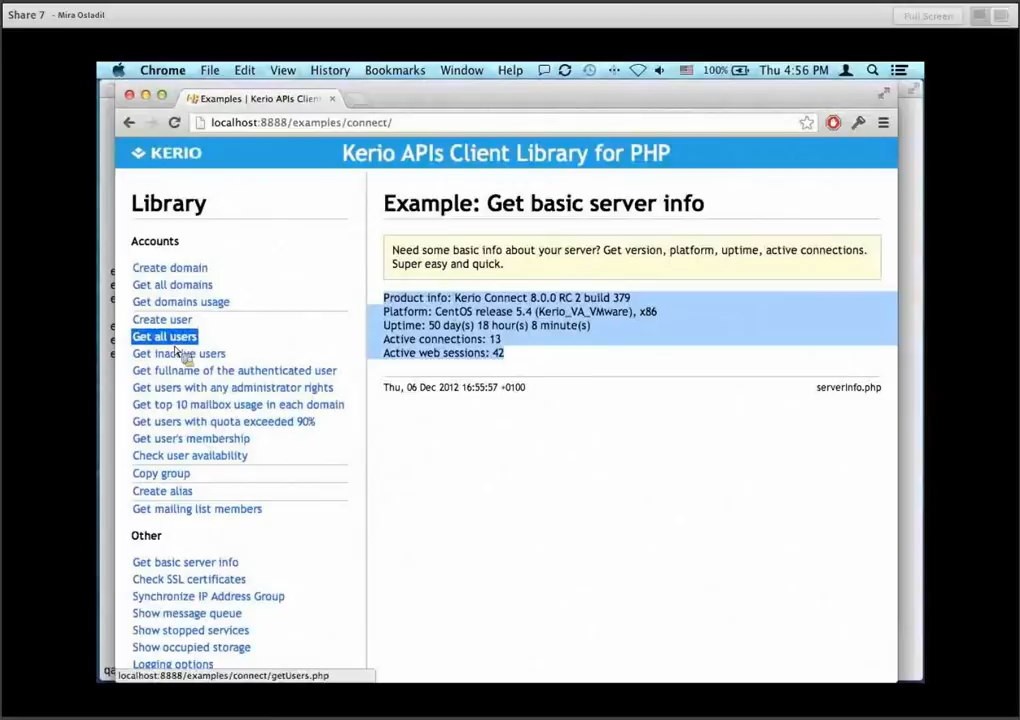 Share 7 - Mira Ostadil
Full Screen
Chrome File Edit View History Bookmarks Window Help 100% Thu 4:56 PM
Examples | Kerio APIs Client
localhost:8888/examples/connect/
KERIO
Kerio APIs Client Library for PHP
Library
Accounts
Create domain
Get all domains
Get domains usage
Create user
Get all users
Get inactive users
Get fullname of the authenticated user
Get users with any administrator rights
Get top 10 mailbox usage in each domain
Get users with quota exceeded 90%
Get user's membership
Check user availability
Copy group
Create alias
Get mailing list members
Other
Get basic server info
Check SSL certificates
Synchronize IP Address Group
Show message queue
Show stopped services
Show occupied storage
Logging options
Example: Get basic server info
Need some basic info about your server? Get version, platform, uptime, active connections.
Super easy and quick.
Product info: Kerio Connect 8.0.0 RC 2 build 379
Platform: CentOS release 5.4 (Kerio_VA_VMware), x86
Uptime: 50 day(s) 18 hour(s) 8 minute(s)
Active connections: 13
Active web sessions: 42
Thu, 06 Dec 2012 16:55:57 +0100
serverinfo.php
localhost:8888/examples/connect/getUsers.php